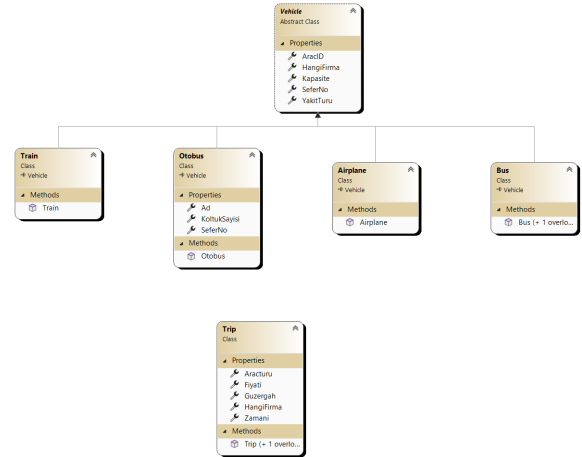 Vehicle
Abstract Class
Properties
AracID
HangiFirma
Kapasite
SeferNo
YakitTuru
Train
Class
Vehicle
Methods
Train
Otobus
Class
Vehicle
Properties
Ad
KoltukSayisi
SeferNo
Methods
Otobus
Airplane
Class
Vehicle
Methods
Airplane
Bus
Class
Vehicle
Methods
Bus (+ 1 overlo...
Trip
Class
Properties
Aracturu
Fiyati
Guzergah
HangiFirma
Zamani
Methods
Trip (+ 1 overlo...